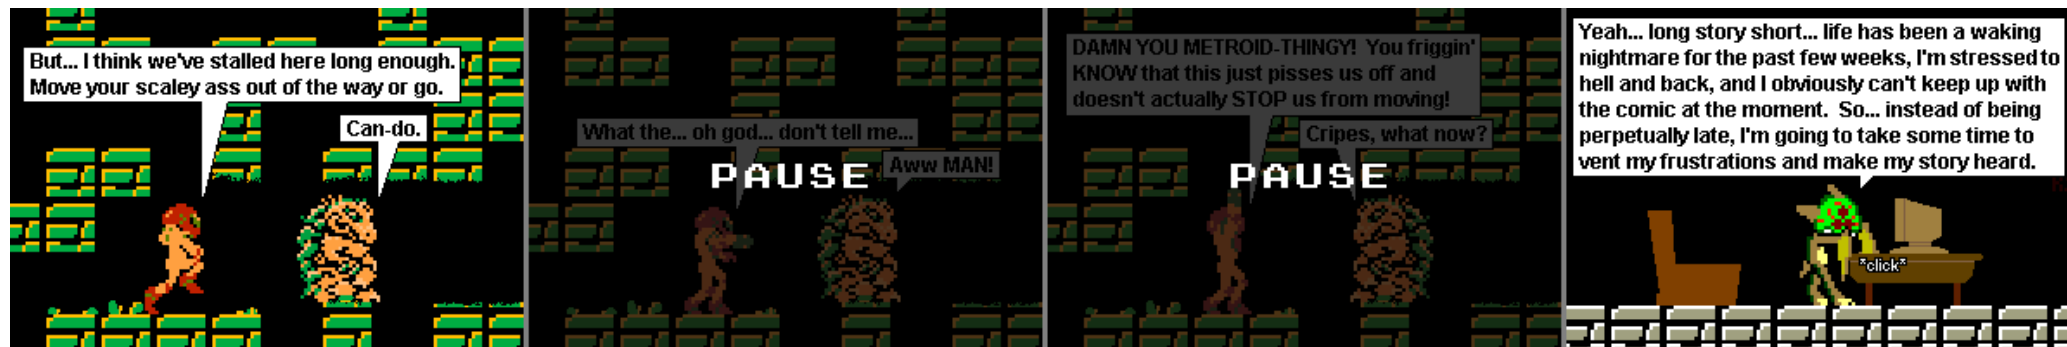 But... I think we've stalled here long enough.
Move your scaley ass out of the way or go.
Can-do.
What the... oh god... don't tell me...
Aww MAN!
PAUSE
DAMN YOU METROID-THINGY! You friggin'
KNOW that this just pisses us off and
doesn't actually STOP us from moving!
Cripes, what now?
PAUSE
Yeah... long story short... life has been a waking
nightmare for the past few weeks, I'm stressed to
hell and back, and I obviously can't keep up with
the comic at the moment. So... instead of being
perpetually late, I'm going to take some time to
vent my frustrations and make my story heard.
*click*